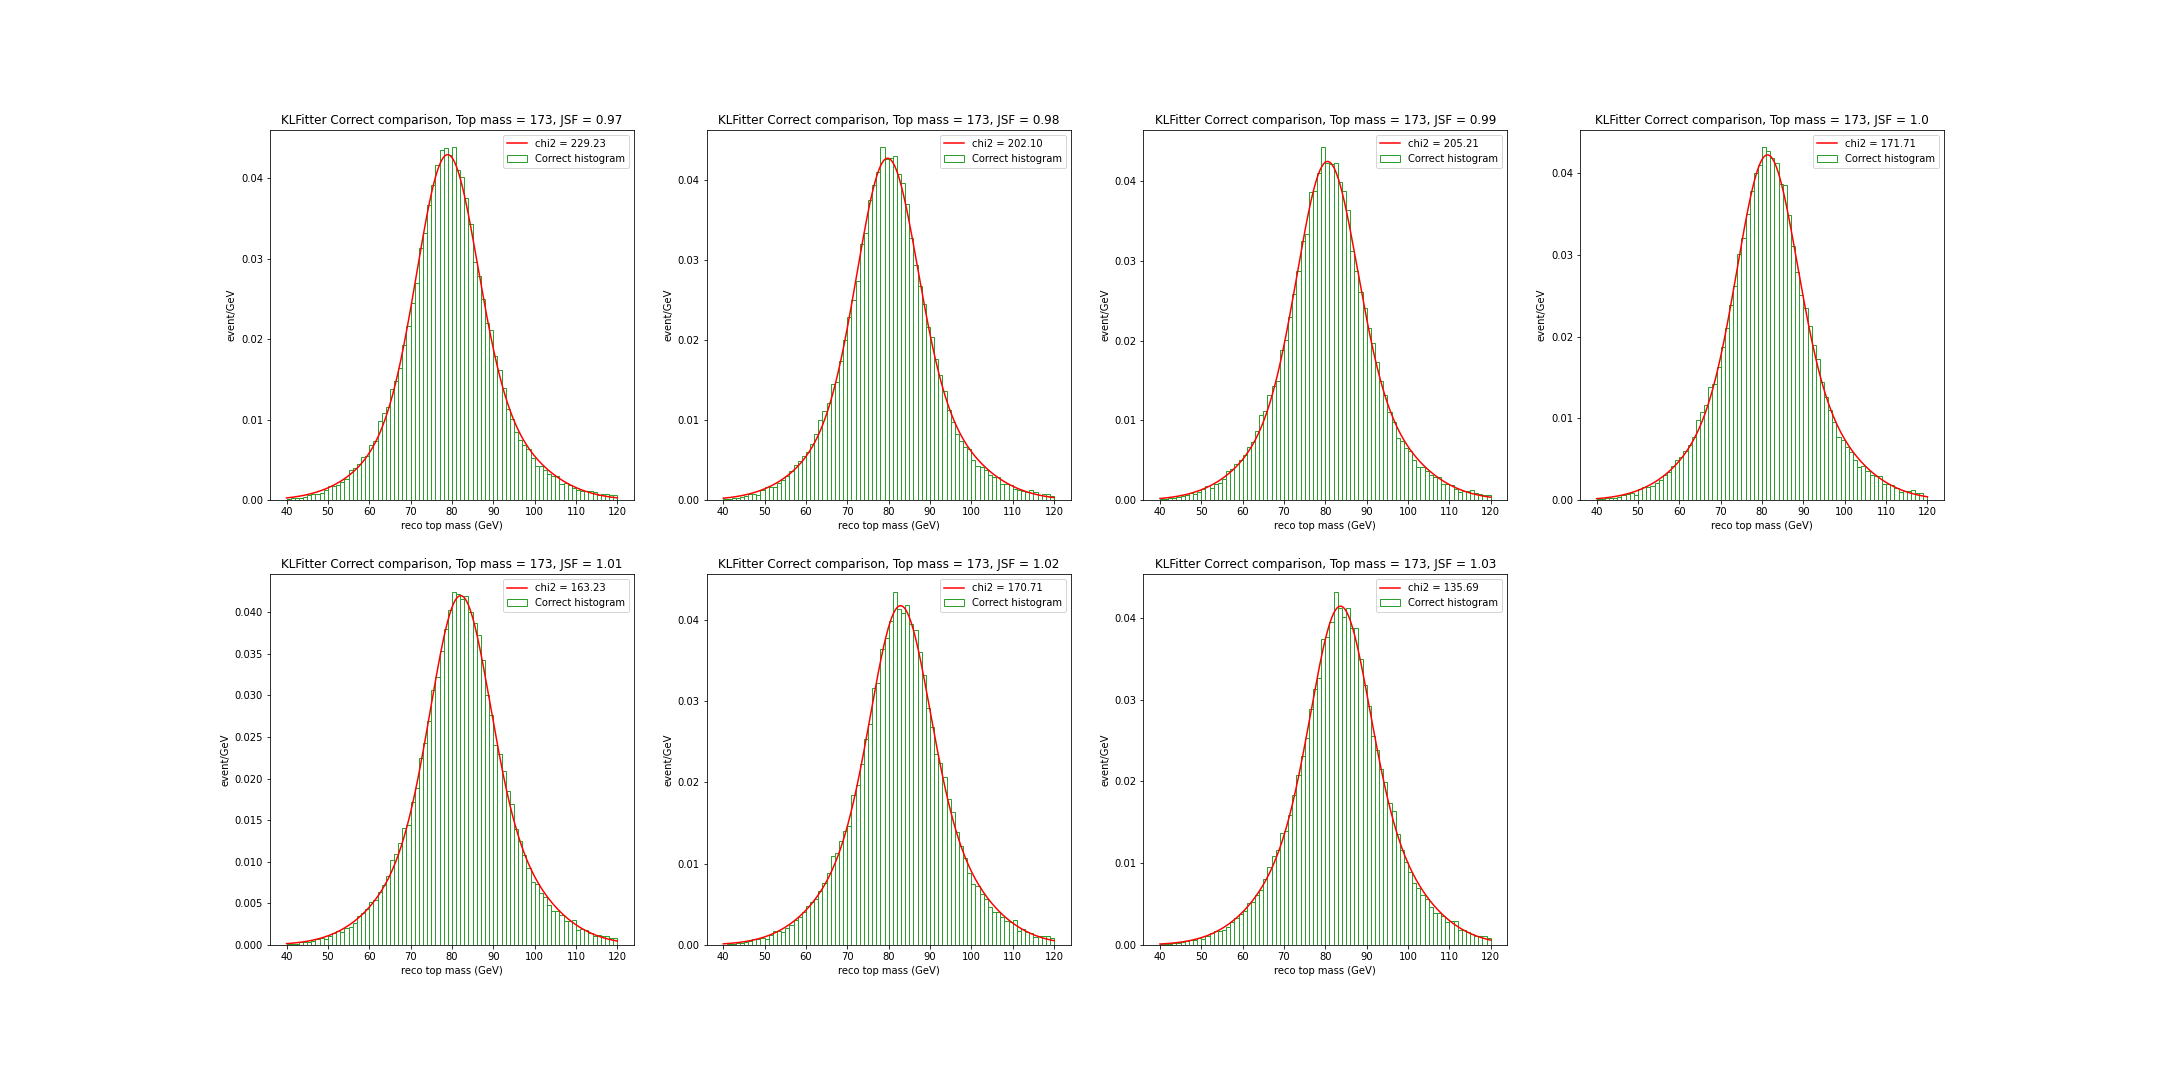 KLFitter Correct comparison, Top mass = 173, JSF = 0.97
chi2 = 229.23
Correct histogram
0.04
0.03
0.02
0.01
0.00
event/GeV
40 50 60 70 80 90 100 110 120
reco top mass (GeV)
KLFitter Correct comparison, Top mass = 173, JSF = 0.98
chi2 = 202.10
Correct histogram
0.04
0.03
0.02
0.01
0.00
event/GeV
40 50 60 70 80 90 100 110 120
reco top mass (GeV)
KLFitter Correct comparison, Top mass = 173, JSF = 0.99
chi2 = 205.21
Correct histogram
0.04
0.03
0.02
0.01
0.00
event/GeV
40 50 60 70 80 90 100 110 120
reco top mass (GeV)
KLFitter Correct comparison, Top mass = 173, JSF = 1.0
chi2 = 171.71
Correct histogram
0.04
0.03
0.02
0.01
0.00
event/GeV
40 50 60 70 80 90 100 110 120
reco top mass (GeV)
KLFitter Correct comparison, Top mass = 173, JSF = 1.01
chi2 = 163.23
Correct histogram
0.040
0.035
0.030
0.025
0.020
0.015
0.010
0.005
0.000
event/GeV
40 50 60 70 80 90 100 110 120
reco top mass (GeV)
KLFitter Correct comparison, Top mass = 173, JSF = 1.02
chi2 = 170.71
Correct histogram
0.04
0.03
0.02
0.01
0.00
event/GeV
40 50 60 70 80 90 100 110 120
reco top mass (GeV)
KLFitter Correct comparison, Top mass = 173, JSF = 1.03
chi2 = 135.69
Correct histogram
0.04
0.03
0.02
0.01
0.00
event/GeV
40 50 60 70 80 90 100 110 120
reco top mass (GeV)